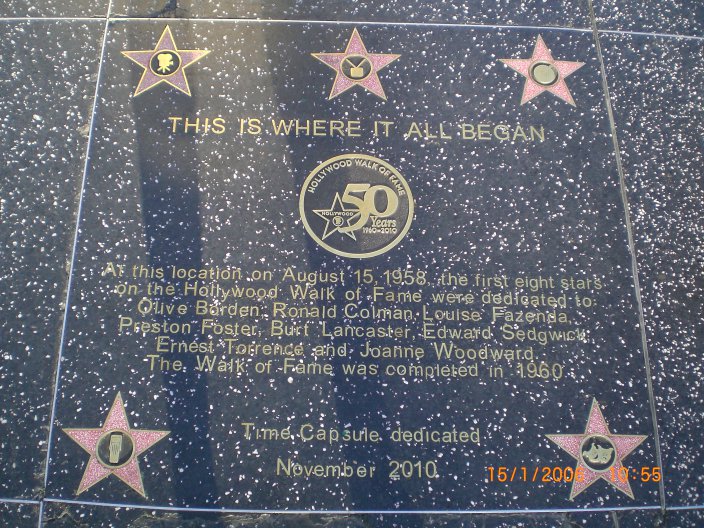 THIS IS WHERE IT ALL BEGAN
HOLLYWOOD WALK OF FAME
50
HOLLYWOOD
Years
1960-2010
At this location on August 15, 1958, the first eight stars
on the Hollywood Walk of Fame were dedicated to:
Olive Borden, Ronald Colman, Louise Fazenda,
Preston Foster, Burt Lancaster, Edward Sedgwick,
Ernest Torrence and Joanne Woodward.
The Walk of Fame was completed in 1960.
Time Capsule dedicated
November 2010
15/1/2006 10:55